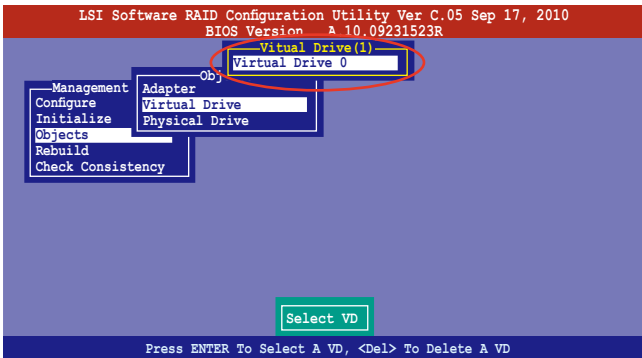 LSI Software RAID Configuration Utility Ver C.05 Sep 17, 2010
BIOS Version A.10.09231523R
Vitual Drive(1)
Virtual Drive 0
Obj
Adapter
Virtual Drive
Physical Drive
Management
Configure
Initialize
Objects
Rebuild
Check Consistency
Select VD
Press ENTER To Select A VD, <Del> To Delete A VD